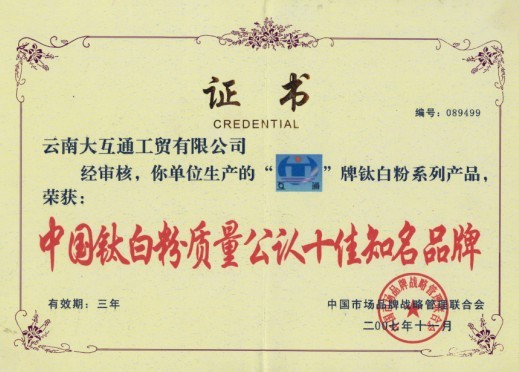 证书
CREDENTIAL
编号：089499
云南大互通工贸有限公司
经审核，你单位生产的“互通”牌钛白粉系列产品，
荣获：
中国钛白粉质量公认十佳知名品牌
有效期：三年
中国市场品牌战略管理联合会
二〇〇七年十一月